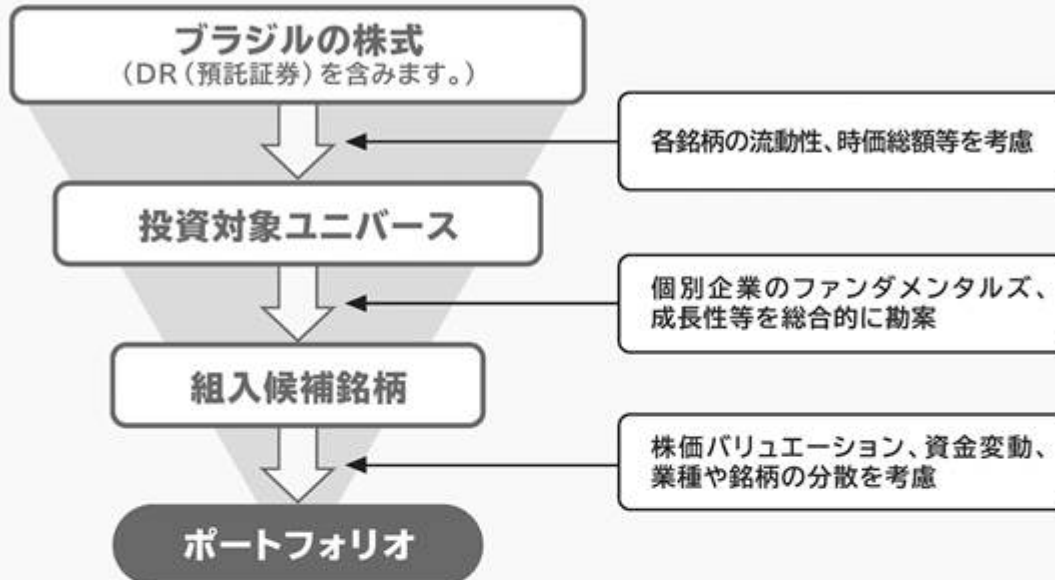 ブラジルの株式
(DR(預託証券)を含みます。)
各銘柄の流動性、時価総額等を考慮
投資対象ユニバース
個別企業のファンダメンタルズ、
成長性等を総合的に勘案
組入候補銘柄
株価バリュエーション、資金変動、
業種や銘柄の分散を考慮
ポートフォリオ